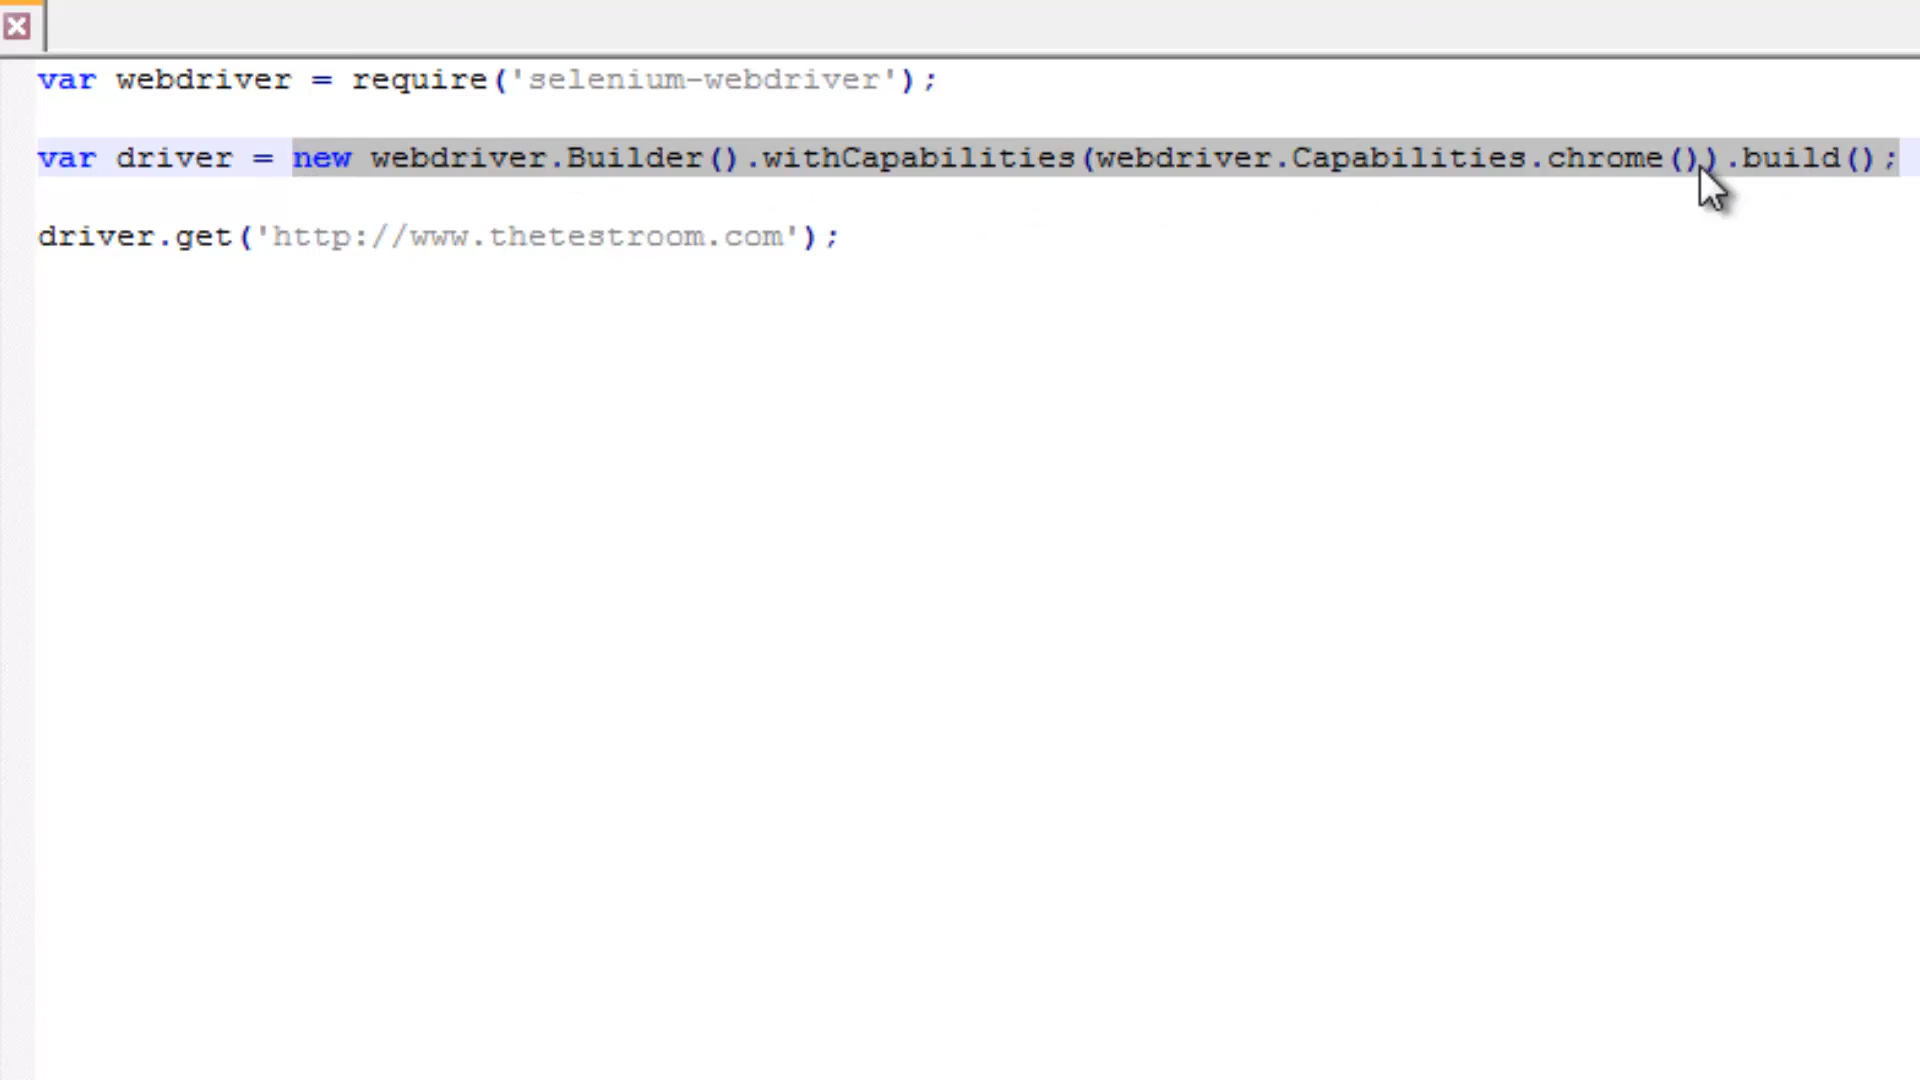 var webdriver = require('selenium-webdriver');
var driver = new webdriver.Builder().withCapabilities(webdriver.Capabilities.chrome()).build();
driver.get('http://www.thetestroom.com');